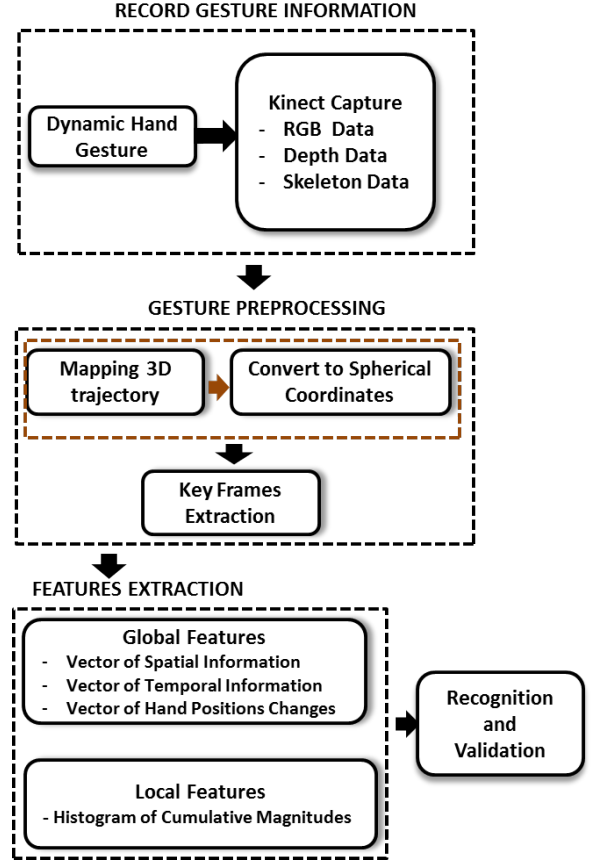 RECORD GESTURE INFORMATION
Dynamic Hand
Gesture
Kinect Capture
- RGB Data
- Depth Data
- Skeleton Data
GESTURE PREPROCESSING
Mapping 3D
trajectory
Convert to Spherical
Coordinates
Key Frames
Extraction
FEATURES EXTRACTION
Global Features
- Vector of Spatial Information
- Vector of Temporal Information
- Vector of Hand Positions Changes
Local Features
- Histogram of Cumulative Magnitudes
Recognition
and
Validation